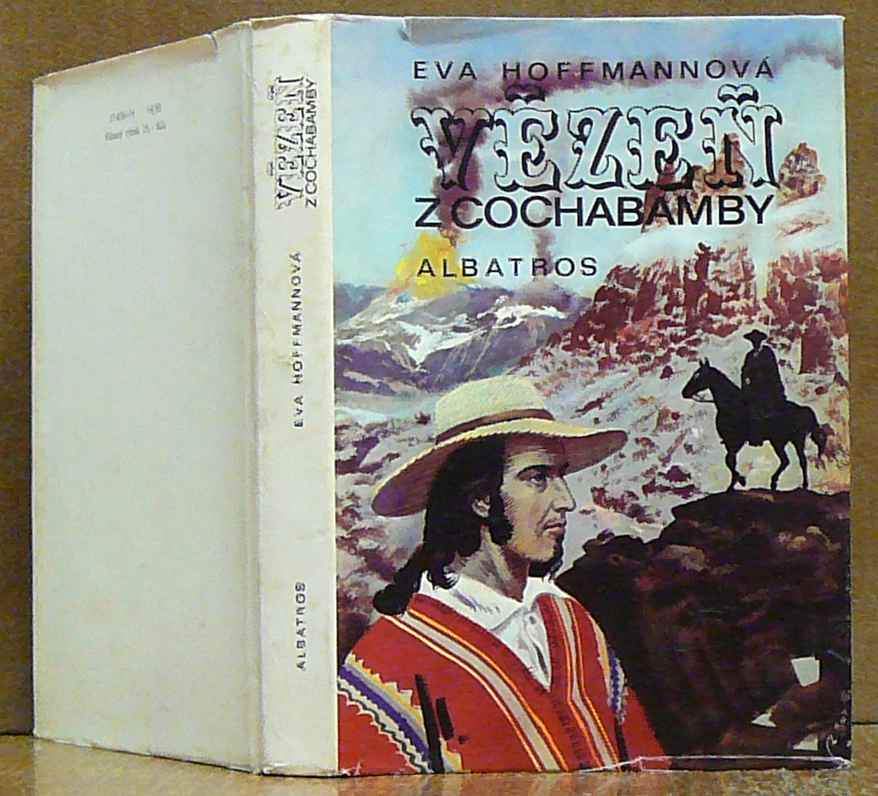 EVA HOFFMANNOVÁ
VĚZEŇ
Z COCHABAMBY
ALBATROS
VĚZEŇ
Z COCHABAMBY
EVA HOFFMANNOVÁ
ALBATROS